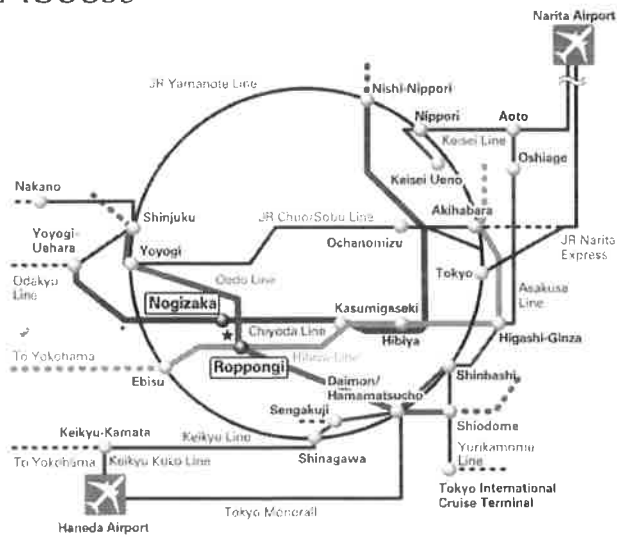 Narita Airport
JR Yamanote Line
Nishi-Nippori
Nippori
Aoto
Keisei Line
Oshiage
Keisei Ueno
Nakano
Shinjuku
JR Chuo/Sobu Line
Akihabara
Yoyogi-
Uehara
Yoyogi
Ochanomizu
JR Narita
Express
Odakyu
Line
Oedo Line
Tokyo
Asakusa
Line
Nogizaka
Kasumigaseki
Chiyoda Line
Hibiya
Higashi-Ginza
To Yokohama
Hibiya Line
Roppongi
Ebisu
Daimon/
Hamamatsucho
Shinbashi
Sengakuji
Shiodome
Keikyu-Kamata
Keikyu Line
Yurikamome
Line
To Yokohama
Keikyu Kuko Line
Shinagawa
Tokyo International
Cruise Terminal
Haneda Airport
Tokyo Monorail